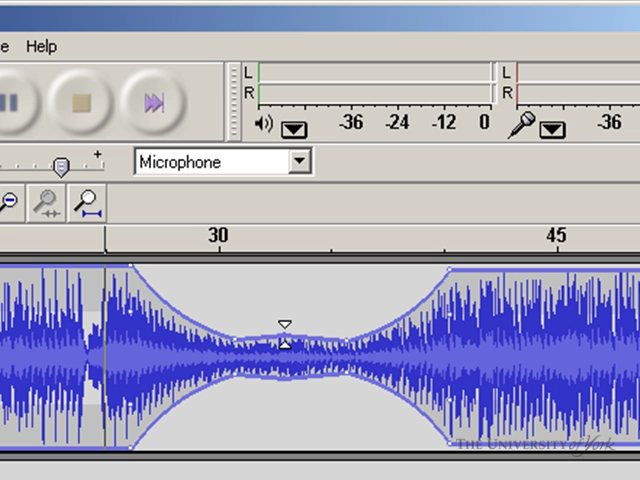 e Help
L
R
-36 -24 -12 0
L
R
-36
+
Microphone
30 45
THE UNIVERSITY of York